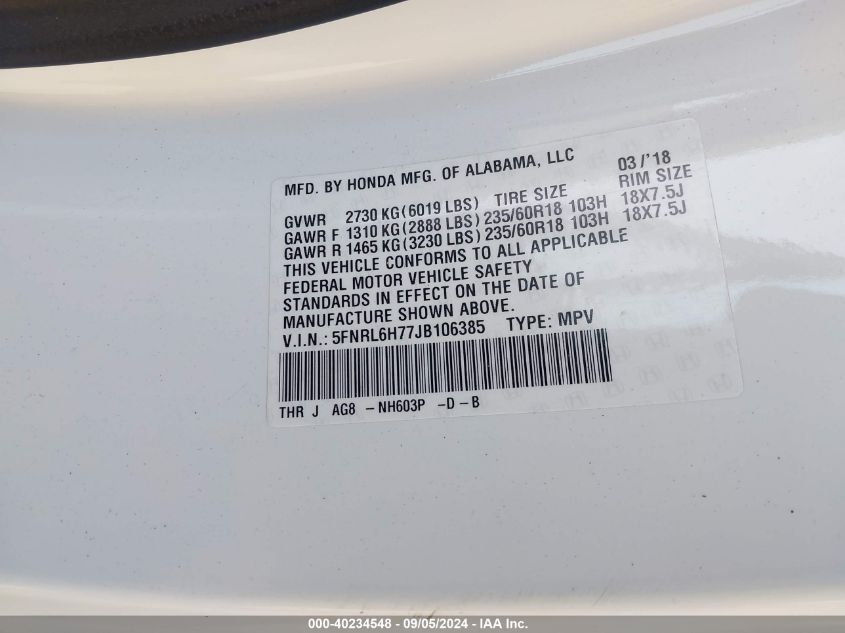 MFD. BY HONDA MFG. OF ALABAMA, LLC 03/'18
GVWR 2730 KG(6019 LBS) TIRE SIZE RIM SIZE
GAWR F 1310 KG(2888 LBS)235/60R18 103H 18X7.5J
GAWR R 1465 KG(3230 LBS)235/60R18 103H 18X7.5J
THIS VEHICLE CONFORMS TO ALL APPLICABLE
FEDERAL MOTOR VEHICLE SAFETY
STANDARDS IN EFFECT ON THE DATE OF
MANUFACTURE SHOWN ABOVE.
V.I.N.: 5FNRL6H77JB106385 TYPE: MPV
THR J AG8 -NH603P -D-B
000-40234548 - 09/05/2024 - IAA Inc.